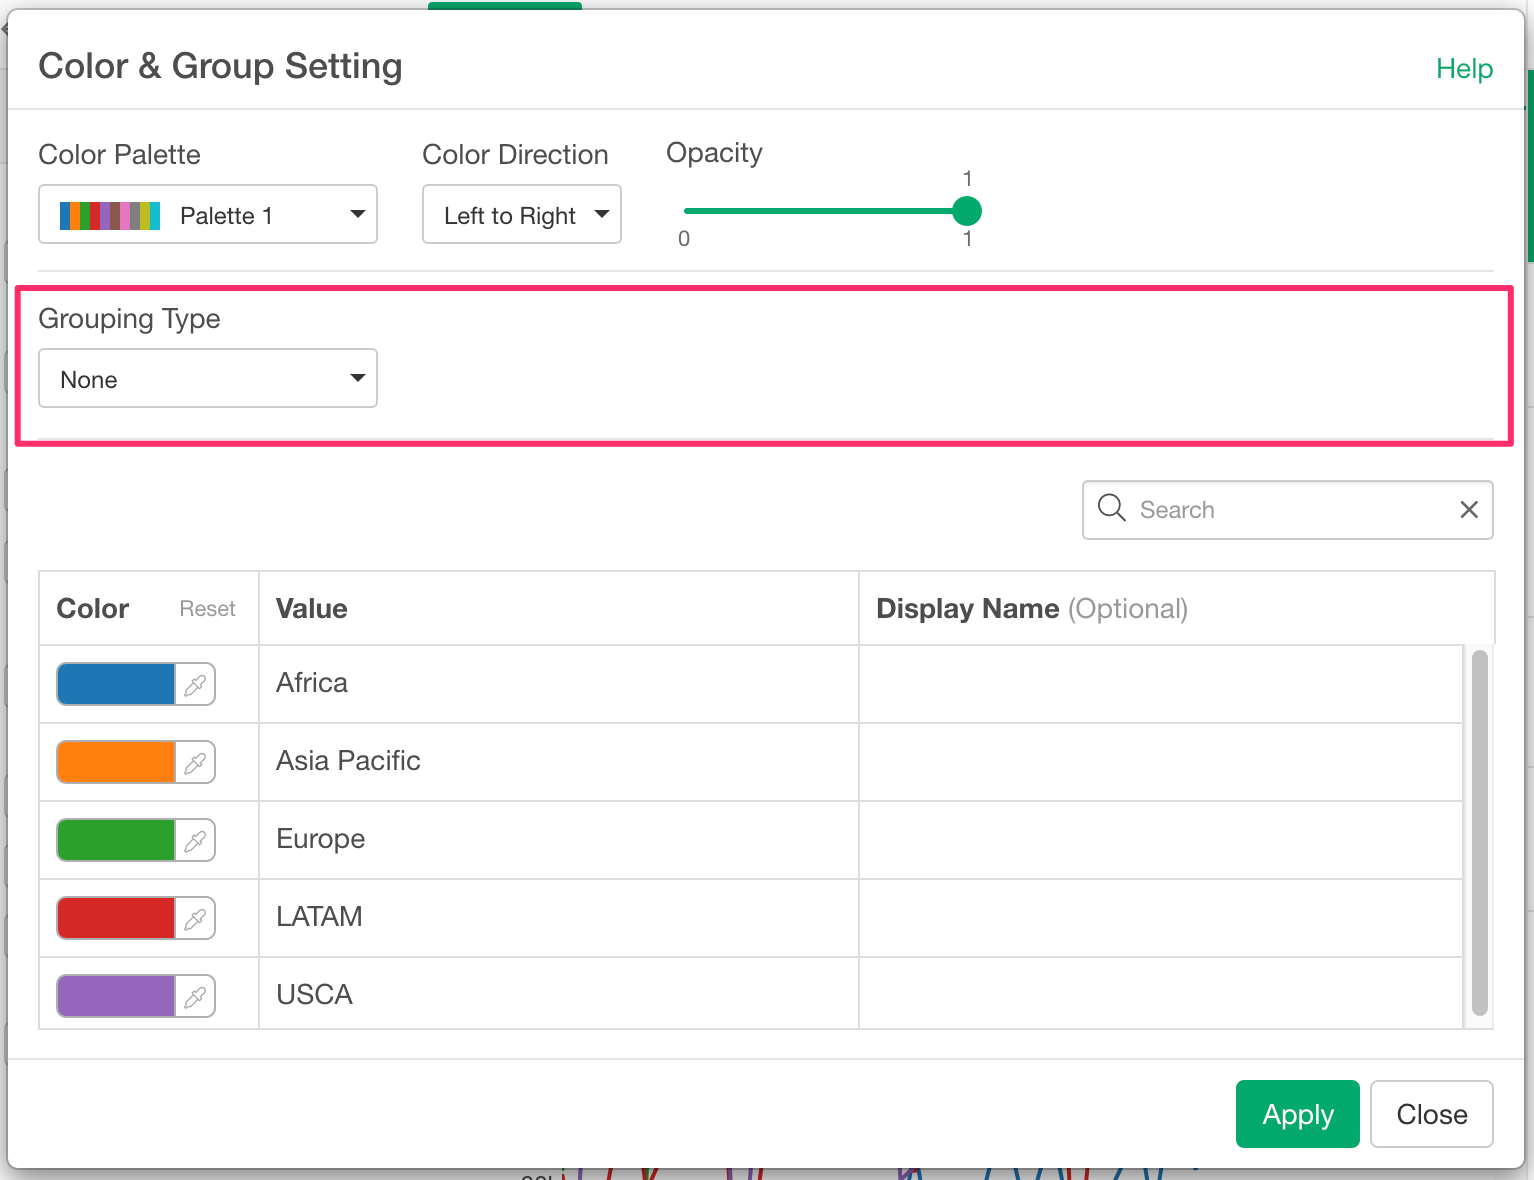 Color & Group Setting
Help
Color Palette
Color Direction
Opacity
1
Palette 1
Left to Right
0
1
Grouping Type
None
Search
Color
Reset
Value
Display Name (Optional)
Africa
Asia Pacific
Europe
LATAM
USCA
Apply
Close